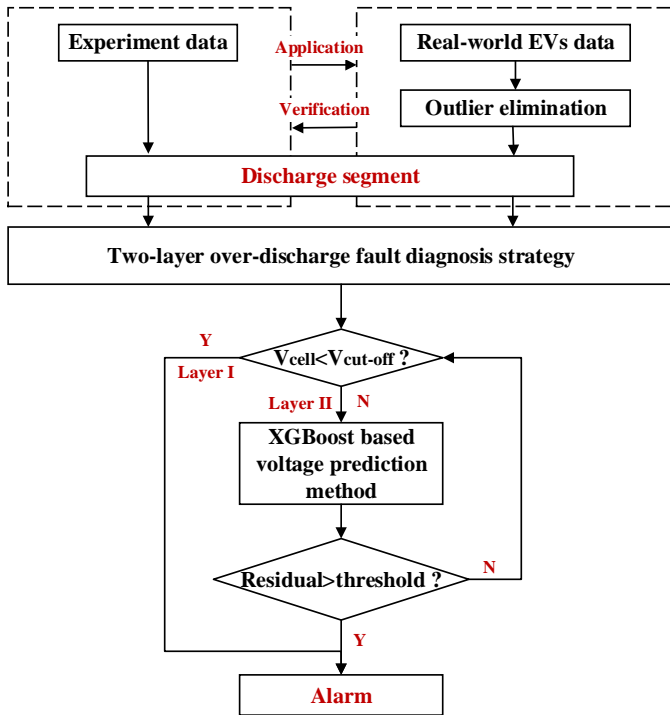 Experiment data
Application
Real-world EVs data
Verification
Outlier elimination
Discharge segment
Two-layer over-discharge fault diagnosis strategy
Y
Vcell<Vcut-off ?
Layer I
Layer II
N
XGBoost based
voltage prediction
method
Residual>threshold ?
N
Y
Alarm